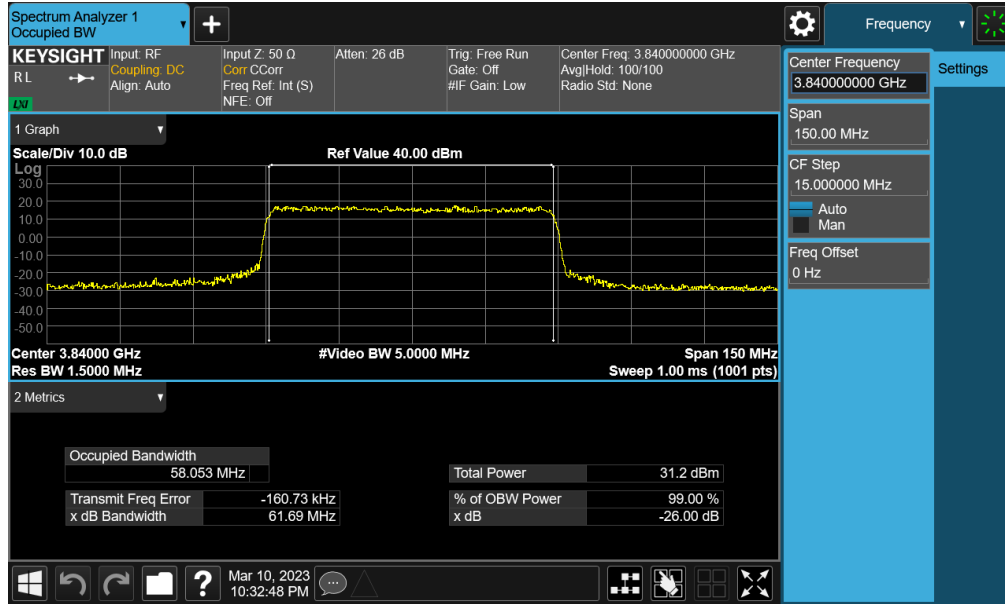 Spectrum Analyzer 1
Occupied BW
+
Frequency
KEYSIGHT
R L
LXI
Input: RF
Coupling: DC
Align: Auto
Input Z: 50 Ω
Corr CCorr
Freq Ref: Int (S)
NFE: Off
Atten: 26 dB
Trig: Free Run
Gate: Off
#IF Gain: Low
Center Freq: 3.840000000 GHz
Avg|Hold: 100/100
Radio Std: None
Center Frequency
3.840000000 GHz
Settings
Span
150.00 MHz
CF Step
15.000000 MHz
Auto
Man
Freq Offset
0 Hz
1 Graph
Scale/Div 10.0 dB
Ref Value 40.00 dBm
Log
30.0
20.0
10.0
0.00
-10.0
-20.0
-30.0
-40.0
-50.0
Center 3.84000 GHz
#Video BW 5.0000 MHz
Span 150 MHz
Res BW 1.5000 MHz
Sweep 1.00 ms (1001 pts)
2 Metrics
Occupied Bandwidth
58.053 MHz
Total Power 31.2 dBm
Transmit Freq Error -160.73 kHz
% of OBW Power 99.00 %
x dB Bandwidth 61.69 MHz
x dB -26.00 dB
?
Mar 10, 2023
10:32:48 PM